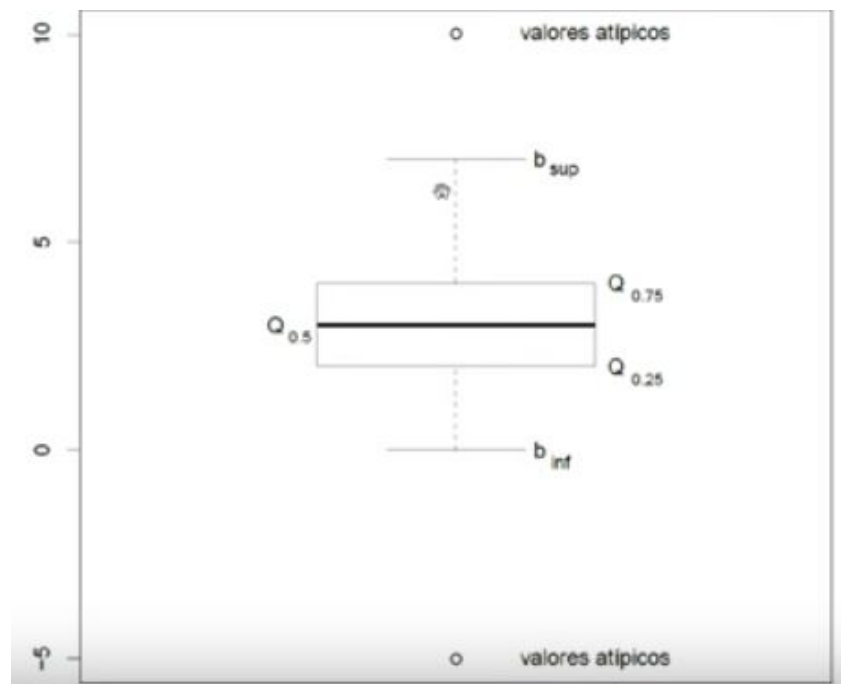 10
valores atípicos
b sup
5
Q 0.75
Q 0.5
Q 0.25
0
b inf
-5
valores atípicos